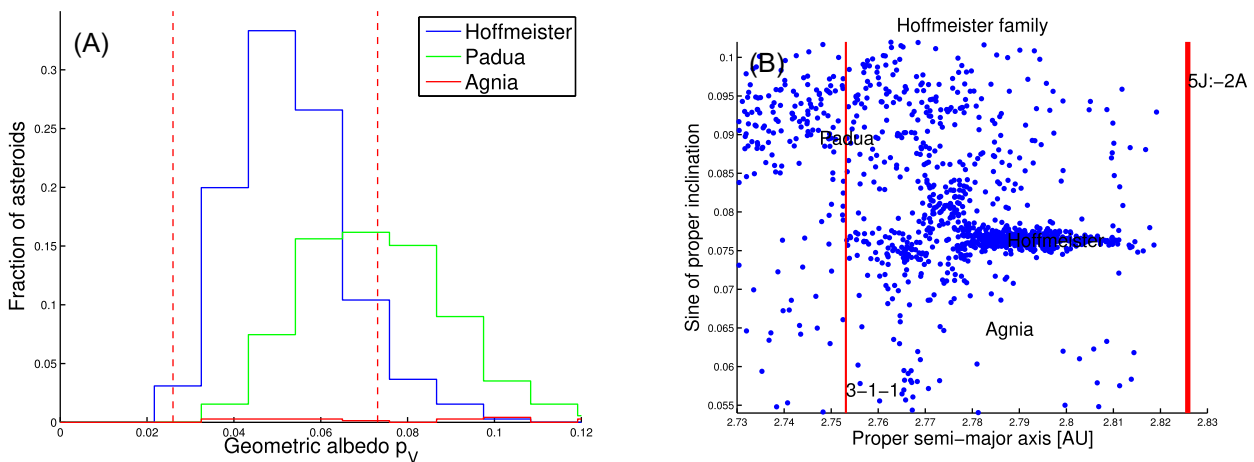 (A)
Hoffmeister
Padua
Agnia
Fraction of asteroids
0.3
0.25
0.2
0.15
0.1
0.05
0
0 0.02 0.04 0.06 0.08 0.1 0.12
Geometric albedo p_V
Hoffmeister family
(B)
5J:−2A
Padua
Hoffmeister
Agnia
3−1−1
Sine of proper inclination
0.1
0.095
0.09
0.085
0.08
0.075
0.07
0.065
0.06
0.055
2.73 2.74 2.75 2.76 2.77 2.78 2.79 2.8 2.81 2.82 2.83
Proper semi−major axis [AU]